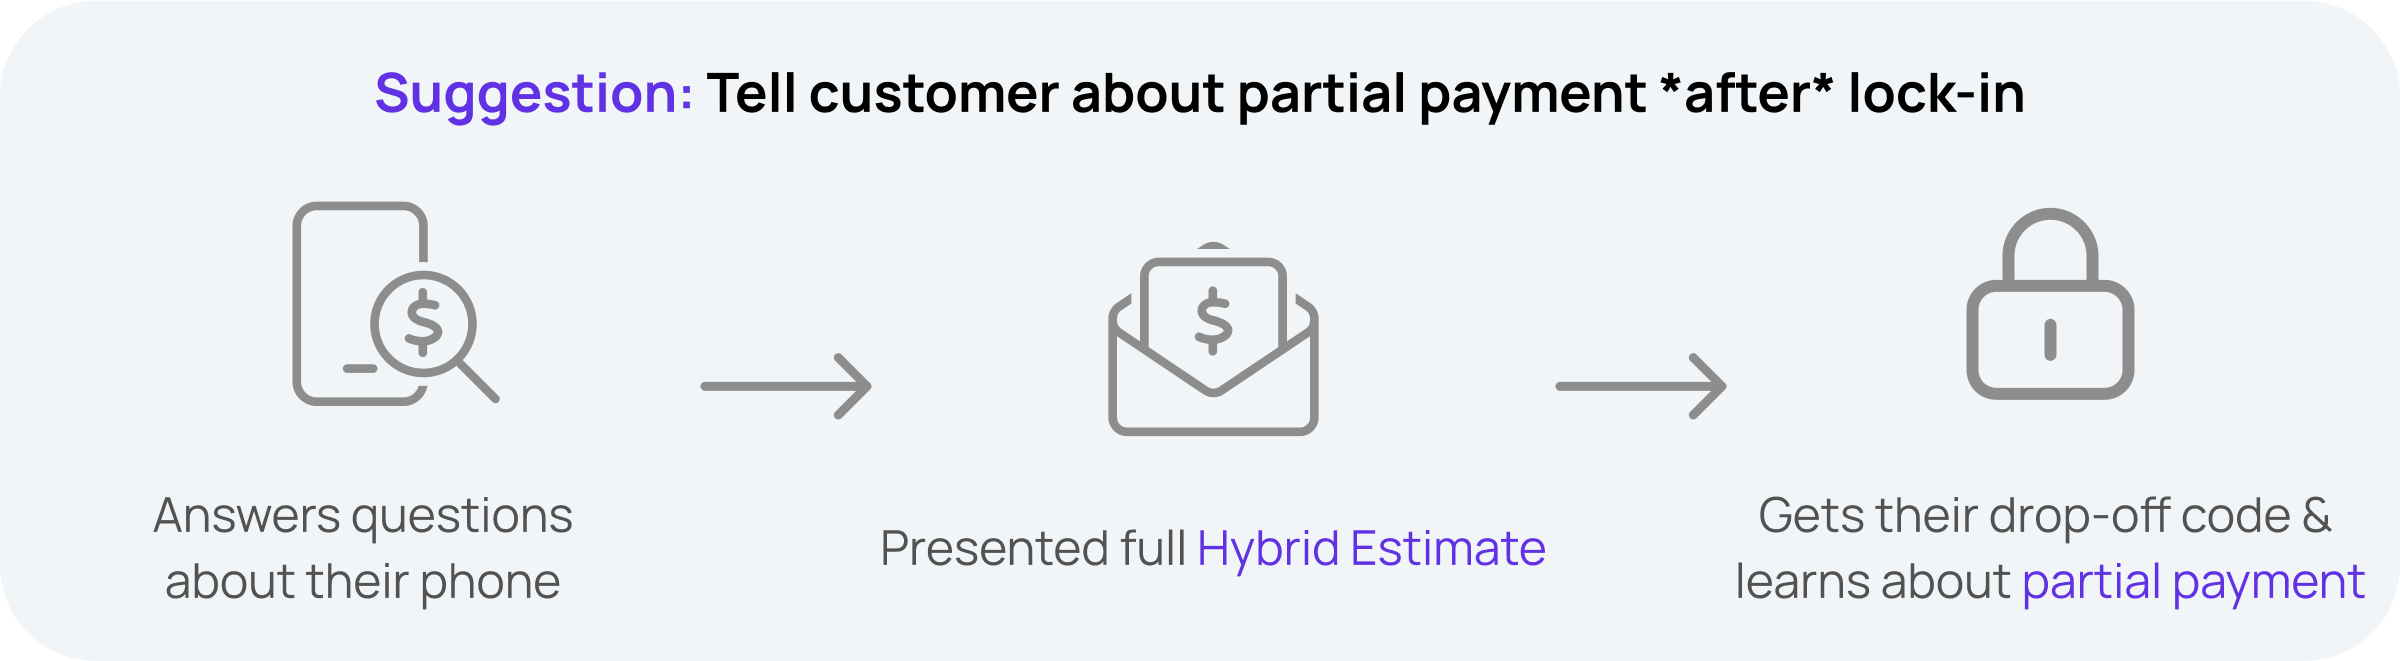 Suggestion: Tell customer about partial payment *after* lock-in
$
$
Answers questions
about their phone
Presented full Hybrid Estimate
Gets their drop-off code &
learns about partial payment